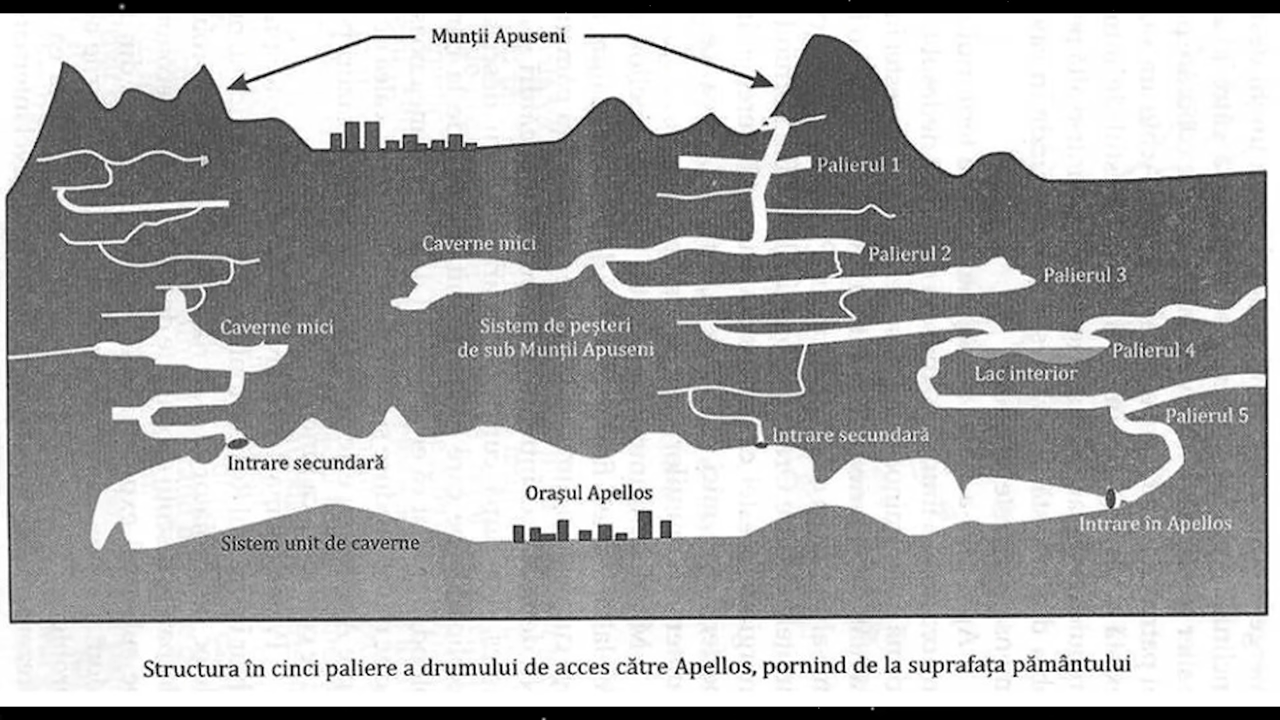 Munții Apuseni
Palierul 1
Caverne mici
Palierul 2
Palierul 3
Caverne mici
Sistem de peșteri
de sub Munții Apuseni
Palierul 4
Lac interior
Palierul 5
Intrare secundară
Intrare secundară
Orașul Apellos
Intrare în Apellos
Sistem unit de caverne
Structura în cinci paliere a drumului de acces către Apellos, pornind de la suprafața pământului